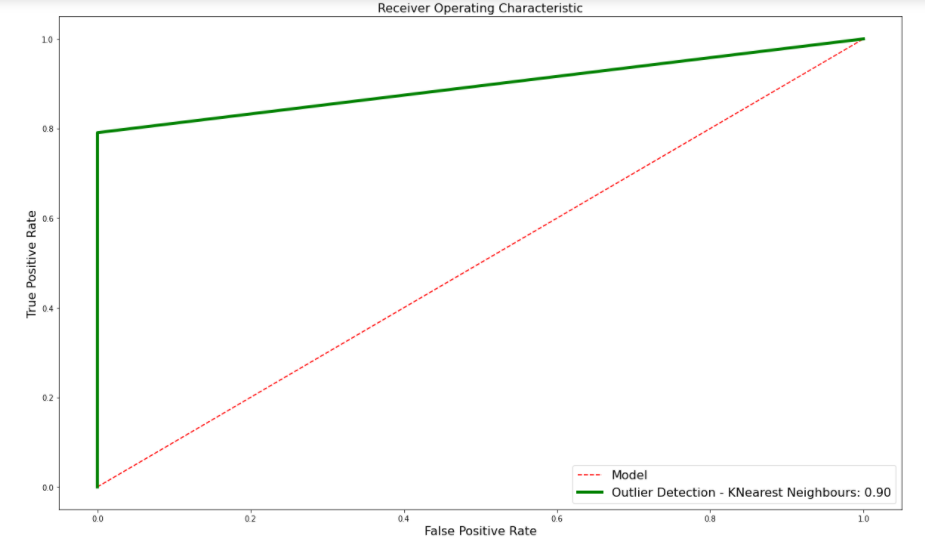 Receiver Operating Characteristic
1.0
0.8
0.6
0.4
0.2
0.0
True Positive Rate
Model
Outlier Detection - KNearest Neighbours: 0.90
0.0 0.2 0.4 0.6 0.8 1.0
False Positive Rate